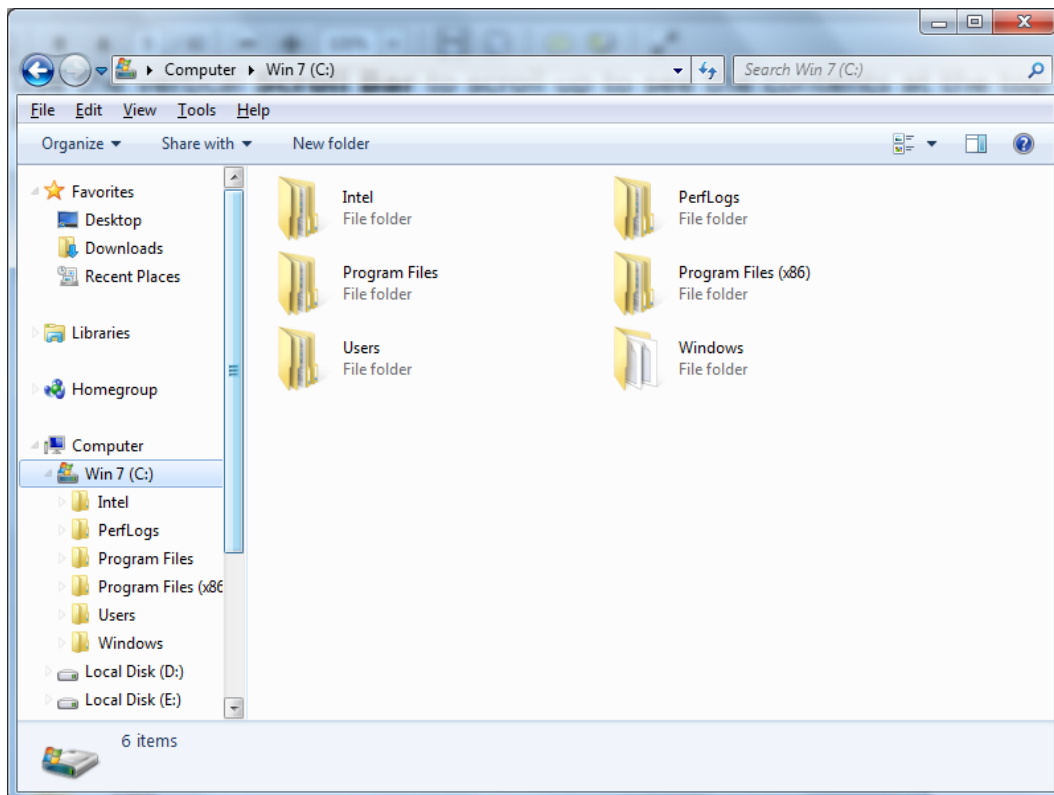 Computer Win 7 (C:) Search Win 7 (C:)
File Edit View Tools Help
Organize Share with New folder
Favorites
Desktop
Downloads
Recent Places
Libraries
Homegroup
Computer
Win 7 (C:)
Intel
PerfLogs
Program Files
Program Files (x86
Users
Windows
Local Disk (D:)
Local Disk (E:)
Intel
File folder
PerfLogs
File folder
Program Files
File folder
Program Files (x86)
File folder
Users
File folder
Windows
File folder
6 items